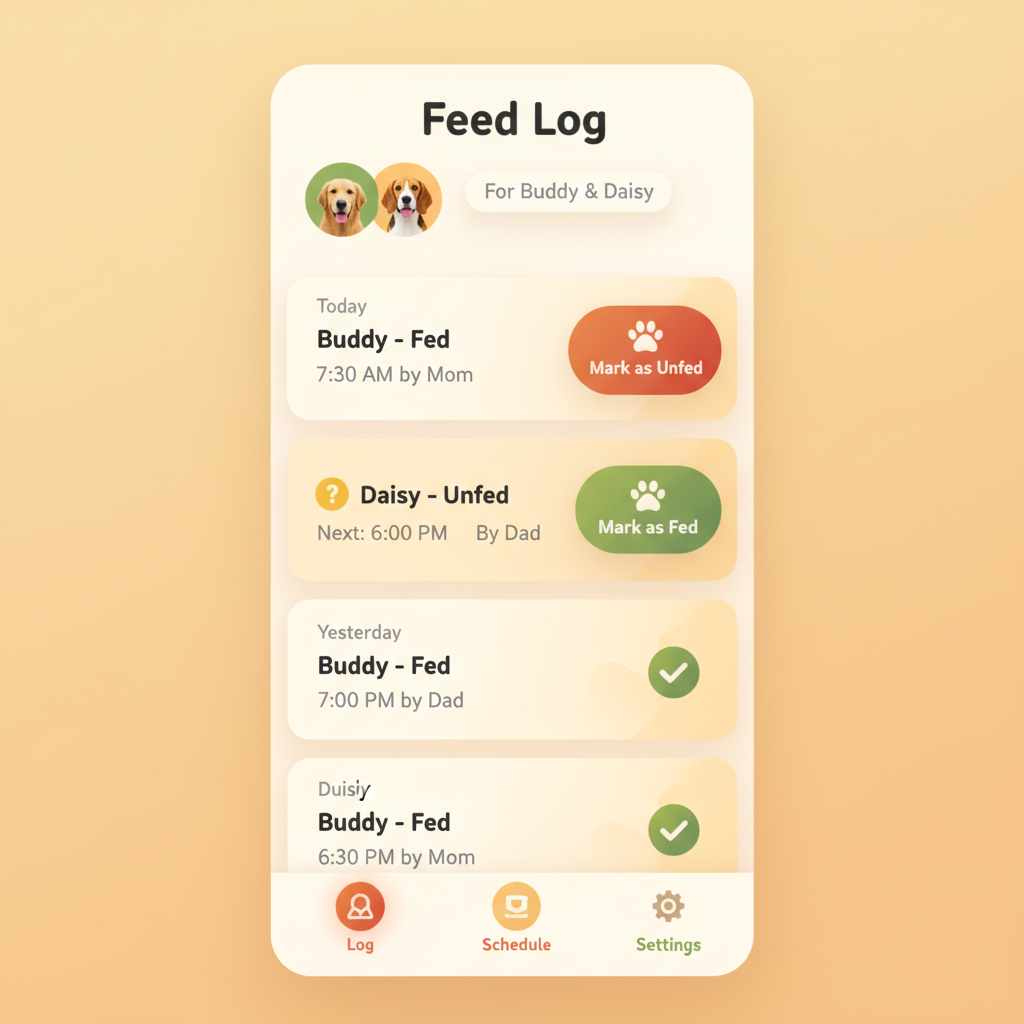 Feed Log
For Buddy & Daisy
Today
Buddy - Fed
7:30 AM by Mom
Mark as Unfed
?
Daisy - Unfed
Next: 6:00 PM By Dad
Mark as Fed
Yesterday
Buddy - Fed
7:00 PM by Dad
Duisiy
Buddy - Fed
6:30 PM by Mom
Log
Schedule
Settings